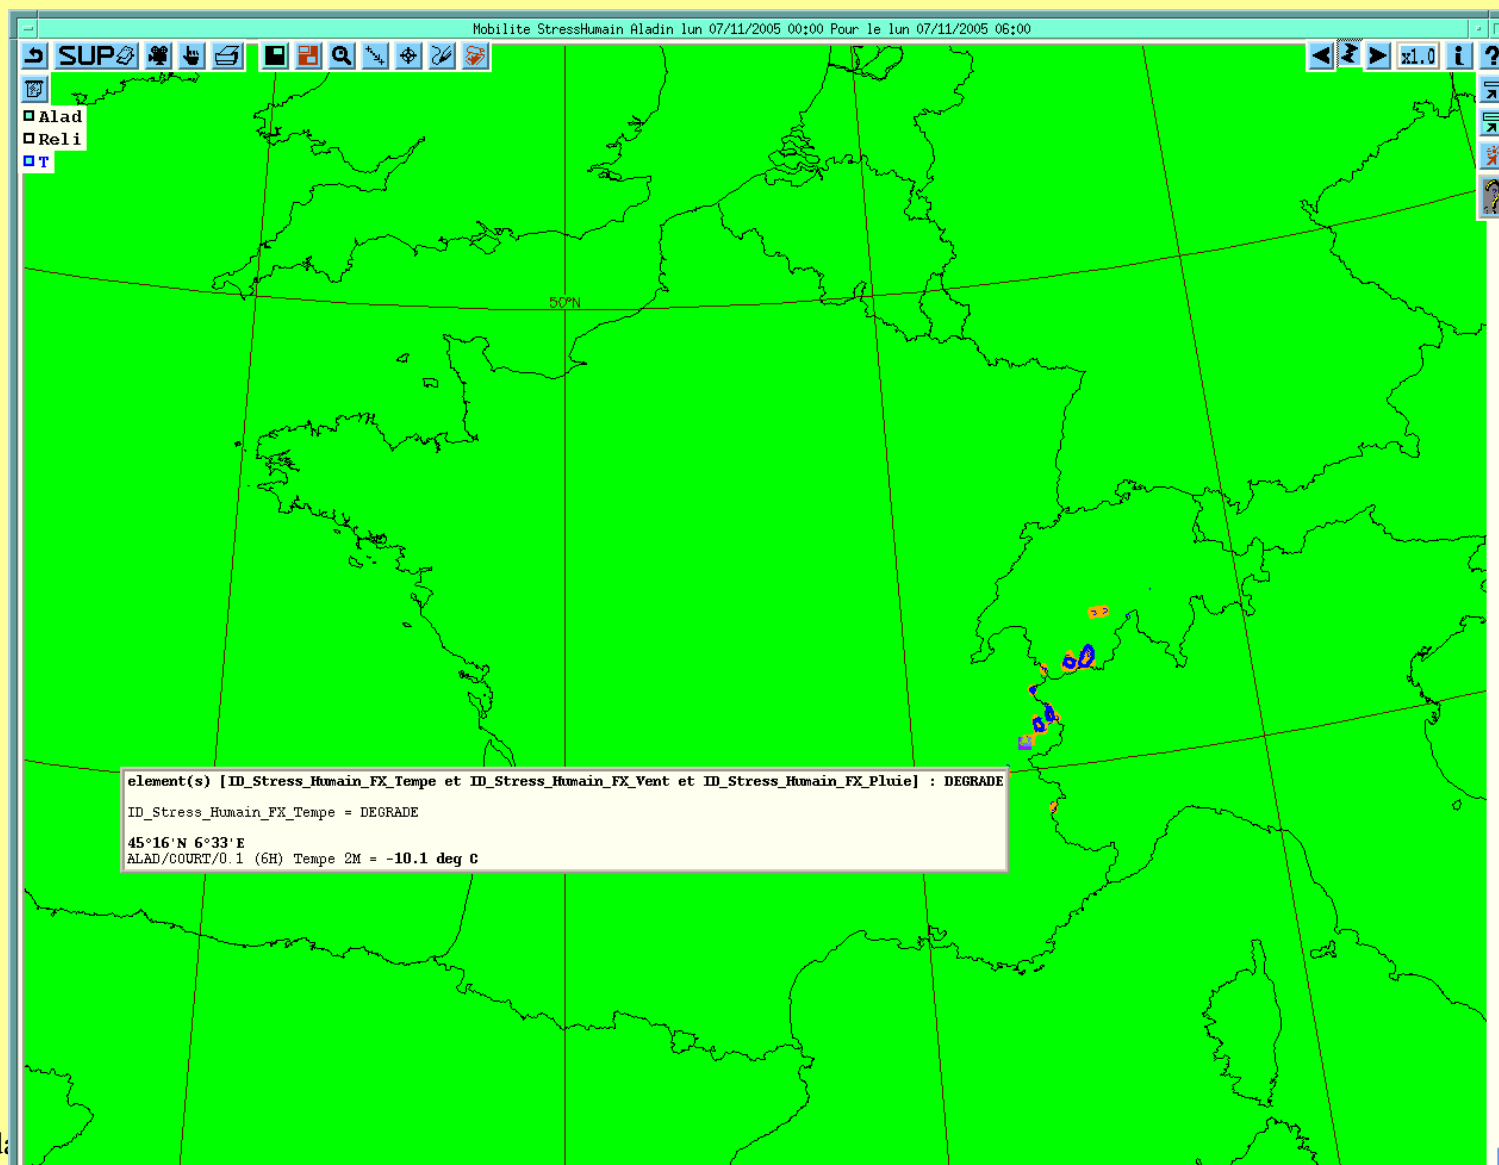 Mobilite StressHumain Aladin lun 07/11/2005 00:00 Pour le lun 07/11/2005 06:00
SUP
x1.0
i
?
Alad
Reli
T
50°N
element(s) [ID_Stress_Humain_FX_Tempe et ID_Stress_Humain_FX_Vent et ID_Stress_Humain_FX_Pluie] : DEGRADE
ID_Stress_Humain_FX_Tempe = DEGRADE
45°16'N 6°33'E
ALAD/COURT/0.1 (6H) Tempe 2M = -10.1 deg C